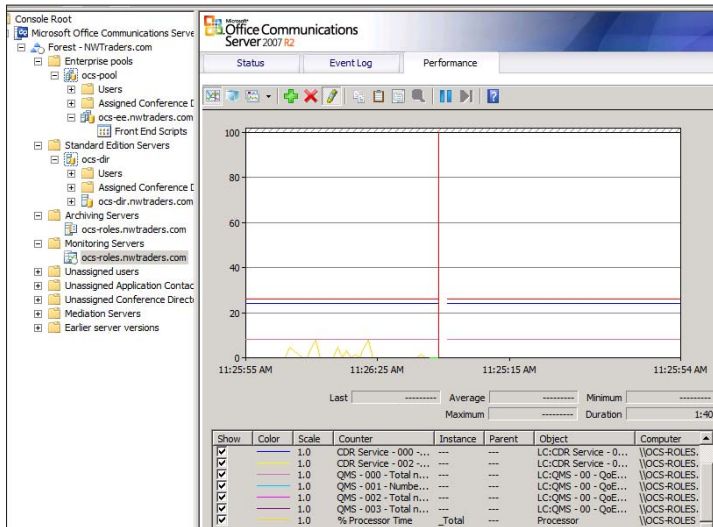 Console Root
Microsoft Office Communications Serve
Forest - NWTraders.com
Enterprise pools
ocs-pool
Users
Assigned Conference D
ocs-ee.nwtraders.com
Front End Scripts
Standard Edition Servers
ocs-dir
Users
Assigned Conference D
ocs-dir.nwtraders.com
Archiving Servers
ocs-roles.nwtraders.com
Monitoring Servers
ocs-roles.nwtraders.com
Unassigned users
Unassigned Application Contac
Unassigned Conference Direct
Mediation Servers
Earlier server versions
Microsoft
Office Communications
Server 2007 R2
Status Event Log Performance
100
80
60
40
20
0
11:25:55 AM 11:26:25 AM 11:25:15 AM 11:25:54 AM
Last --------- Average --------- Minimum ---------
Maximum --------- Duration 1:40
Show Color Scale Counter Instance Parent Object Computer
1.0 CDR Service - 000 -... --- --- LC:CDR Service - 0... \\OCS-ROLES.
1.0 CDR Service - 002 -... --- --- LC:CDR Service - 0... \\OCS-ROLES.
1.0 QMS - 000 - Total n... --- --- LC:QMS - 00 - QoE... \\OCS-ROLES.
1.0 QMS - 001 - Numbe... --- --- LC:QMS - 00 - QoE... \\OCS-ROLES.
1.0 QMS - 002 - Total n... --- --- LC:QMS - 00 - QoE... \\OCS-ROLES.
1.0 QMS - 003 - Total n... --- --- LC:QMS - 00 - QoE... \\OCS-ROLES.
1.0 % Processor Time _Total --- Processor \\OCS-ROLES